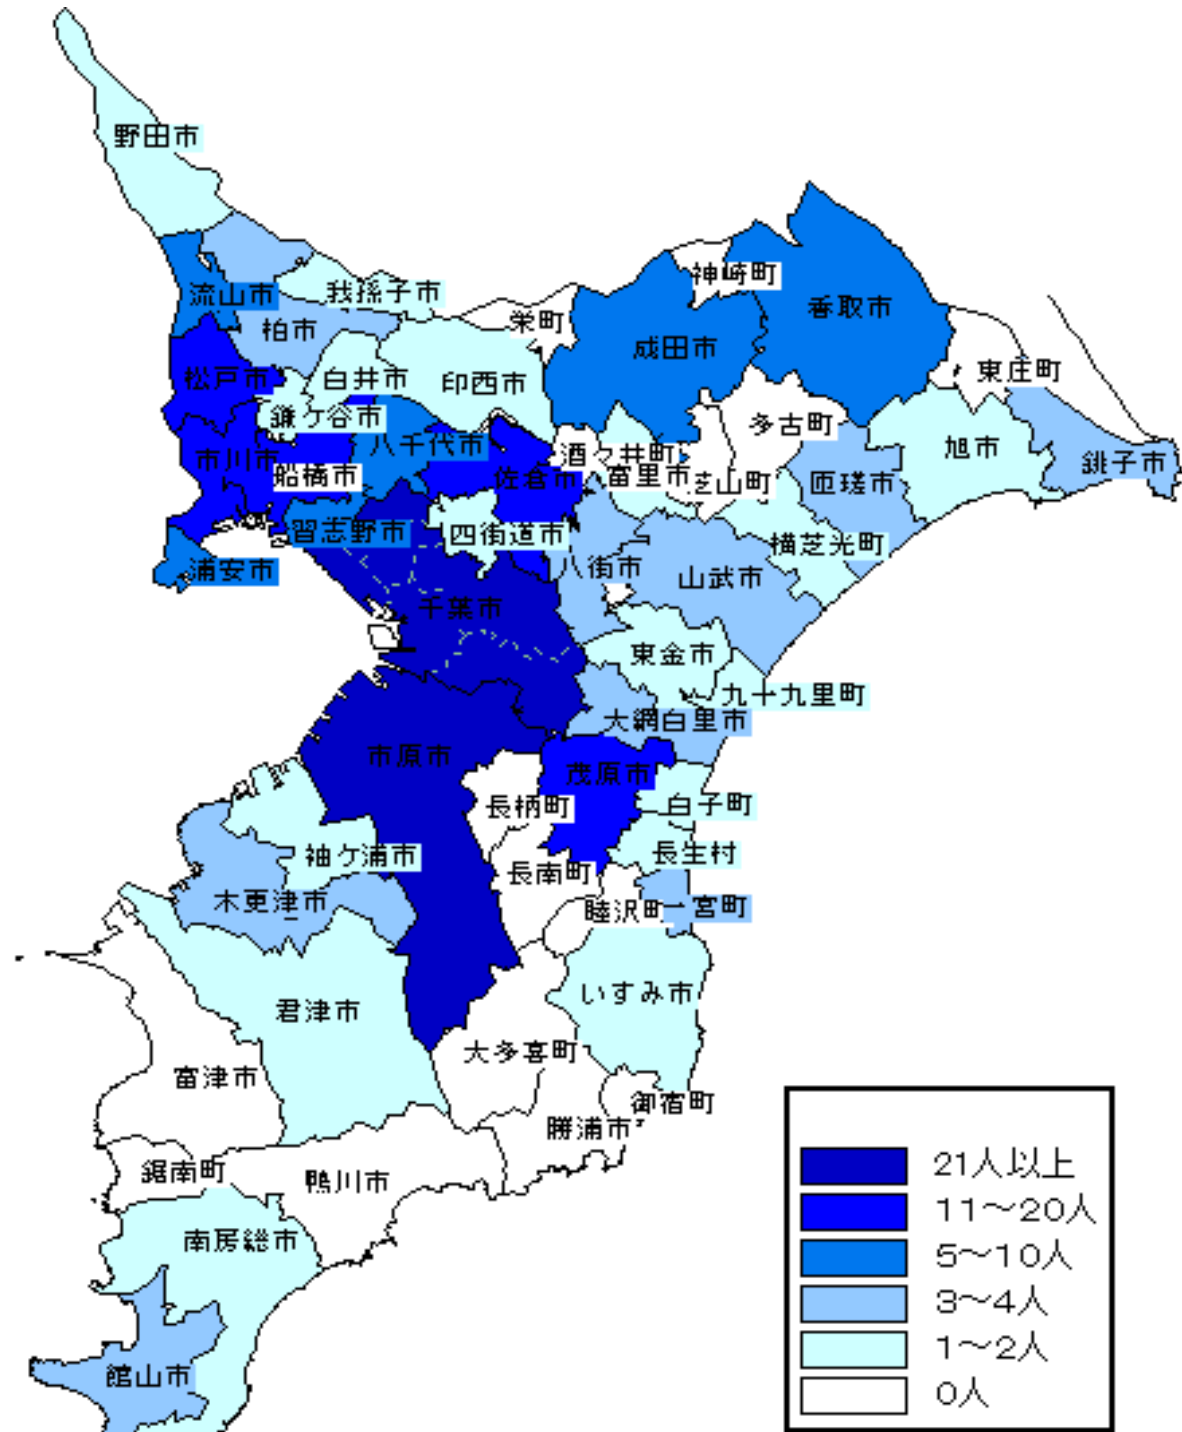 野田市
神崎町
流山市
我孫子市
香取市
栄町
柏市
成田市
東庄町
松戸市
白井市
印西市
鎌ケ谷市
多古町
八千代市
旭市
市川市
船橋市
佐倉市
酒々井町
富里市
芝山町
匝瑳市
銚子市
習志野市
四街道市
横芝光町
浦安市
八街市
山武市
千葉市
東金市
九十九里町
大網白里市
市原市
茂原市
長柄町
白子町
袖ケ浦市
長生村
長南町
木更津市
睦沢町
一宮町
いすみ市
君津市
大多喜町
富津市
御宿町
勝浦市
鋸南町
鴨川市
南房総市
館山市
21人以上
11～20人
5～10人
3～4人
1～2人
0人